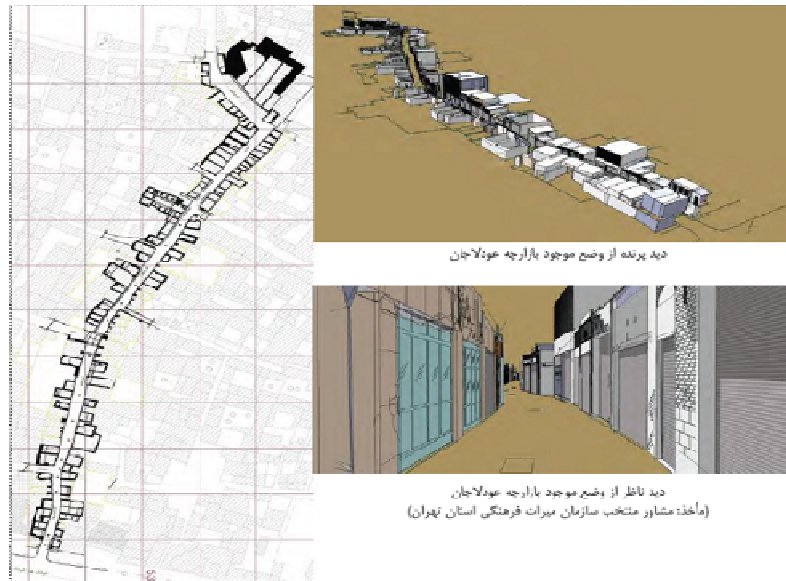 دید پرنده از وضع موجود بازارچه عودلاجان
دید ناظر از وضع موجود بازارچه عودلاجان
(مأخذ: مشاور منتخب سازمان میراث فرهنگی استان تهران)